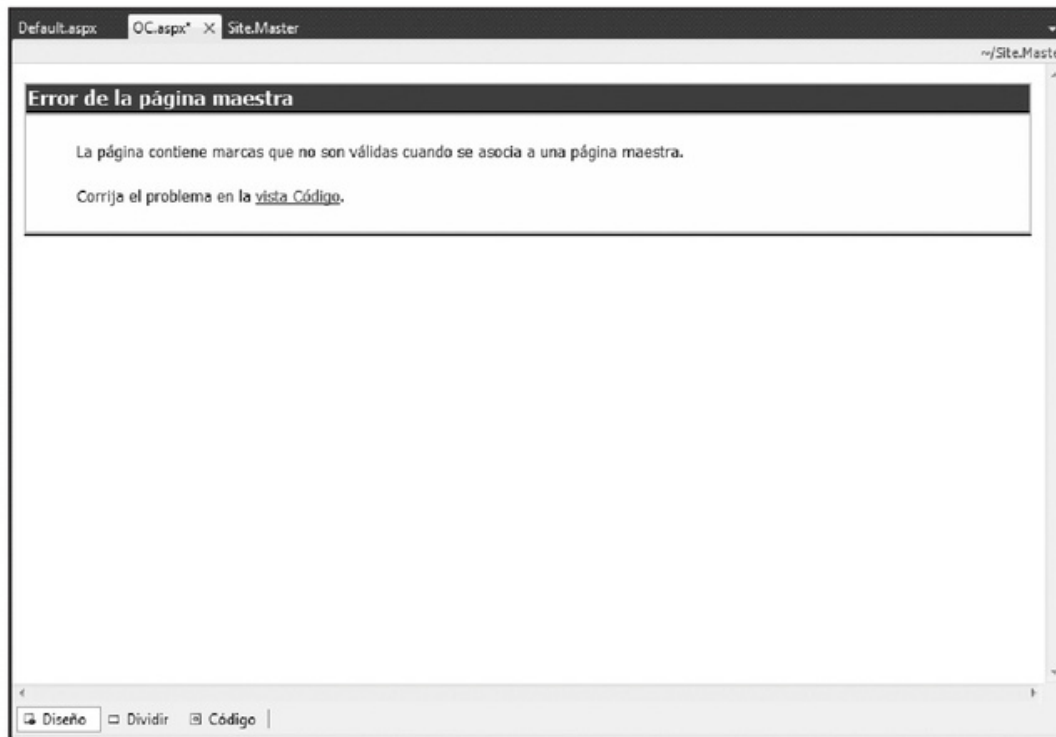 Default.aspx OC.aspx* Site.Master
~/Site.Maste
Error de la página maestra
La página contiene marcas que no son válidas cuando se asocia a una página maestra.
Corrija el problema en la vista Código.
Diseño Dividir Código